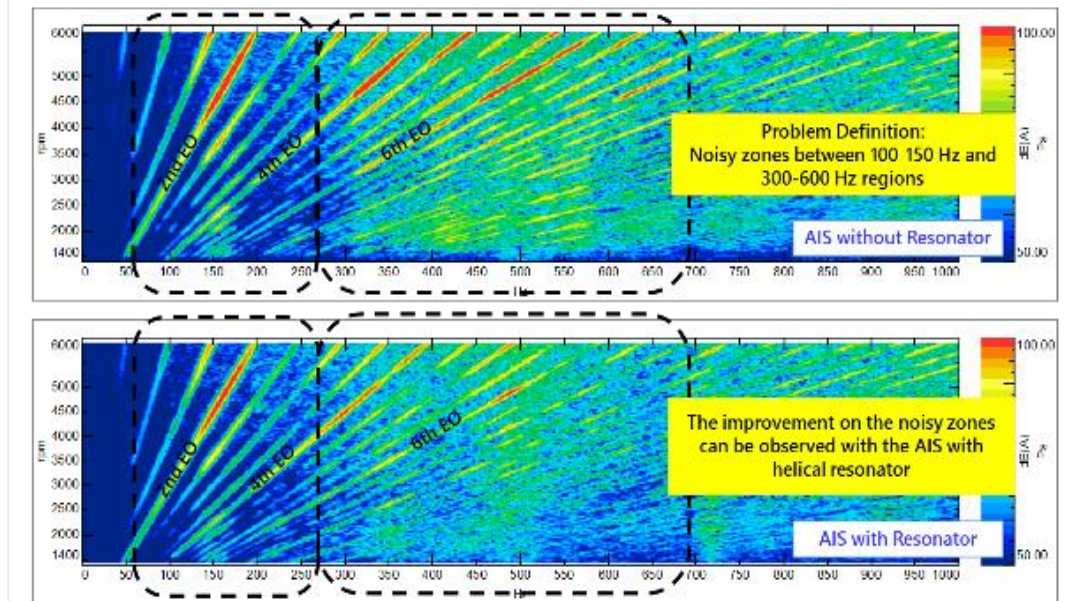 6000
5000
4500
4000
3500
3000
2500
2000
1400
rpm
2nd EO
4th EO
6th EO
Problem Definition:
Noisy zones between 100 150 Hz and
300-600 Hz regions
AIS without Resonator
100.00
50.00
0 50 100 150 200 250 300 350 400 450 500 550 600 650 700 750 800 850 900 950 1000
Hz
6000
5000
4500
4000
3500
3000
2500
2000
1400
rpm
2nd EO
4th EO
6th EO
The improvement on the noisy zones
can be observed with the AIS with
helical resonator
AIS with Resonator
100.00
50.00
0 50 100 150 200 250 300 350 400 450 500 550 600 650 700 750 800 850 900 950 1000